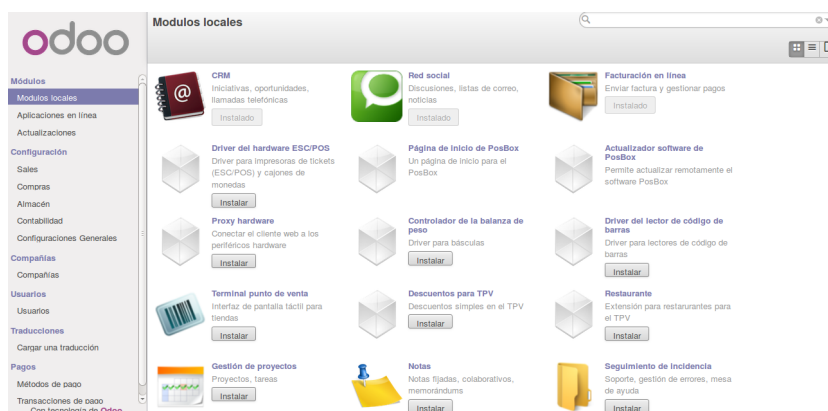 odoo
Modulos locales
Módulos
Modulos locales
Aplicaciones en línea
Actualizaciones
Configuración
Sales
Compras
Almacén
Contabilidad
Configuraciones Generales
Compañías
Compañías
Usuarios
Usuarios
Traducciones
Cargar una traducción
Pagos
Métodos de pago
Transacciones de pago
Con tecnología de Odoo
CRM
Iniciativas, oportunidades,
llamadas telefónicas
Instalado
Red social
Discusiones, listas de correo,
noticias
Instalado
Facturación en línea
Enviar factura y gestionar pagos
Instalado
Driver del hardware ESC/POS
Driver para impresoras de tickets
(ESC/POS) y cajones de
monedas
Instalar
Página de inicio de PosBox
Un página de inicio para el
PosBox
Actualizador software de
PosBox
Permite actualizar remotamente el
software PosBox
Proxy hardware
Conectar el cliente web a los
periféricos hardware
Instalar
Controlador de la balanza de
peso
Driver para básculas
Instalar
Driver del lector de código de
barras
Driver para lectores de código de
barras
Instalar
Terminal punto de venta
Interfaz de pantalla táctil para
tiendas
Instalar
Descuentos para TPV
Descuentos simples en el TPV
Instalar
Restaurante
Extensión para restarurantes para
el TPV
Instalar
Gestión de proyectos
Proyectos, tareas
Instalar
Notas
Notas fijadas, colaborativos,
memorándums
Instalar
Seguimiento de Incidencia
Soporte, gestión de errores, mesa
de ayuda
Instalar